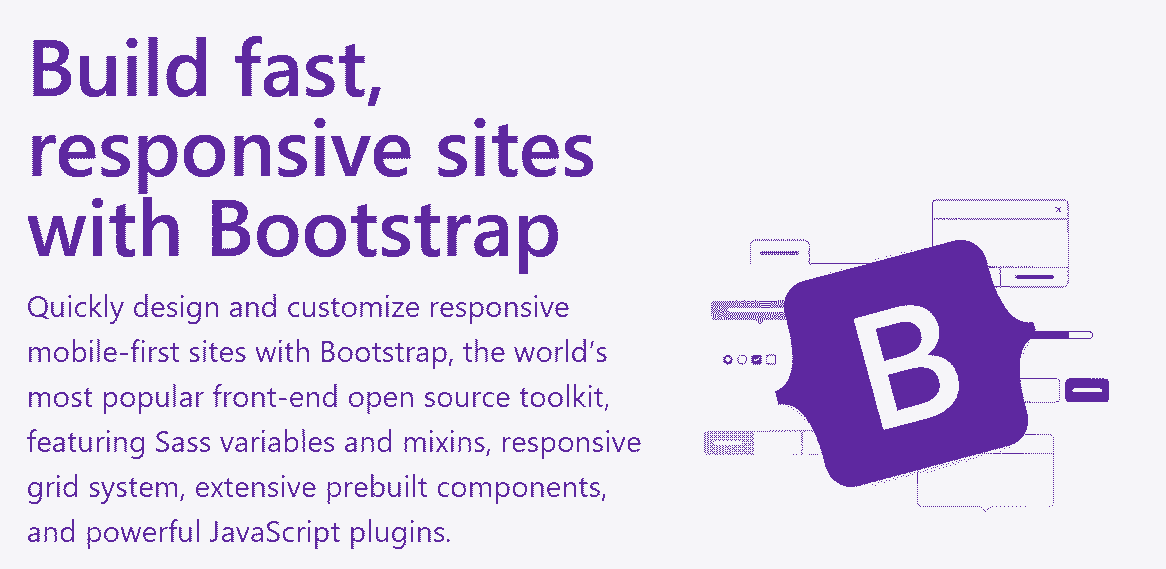 Build fast,
responsive sites
with Bootstrap
Quickly design and customize responsive
mobile-first sites with Bootstrap, the world’s
most popular front-end open source toolkit,
featuring Sass variables and mixins, responsive
grid system, extensive prebuilt components,
and powerful JavaScript plugins.
B